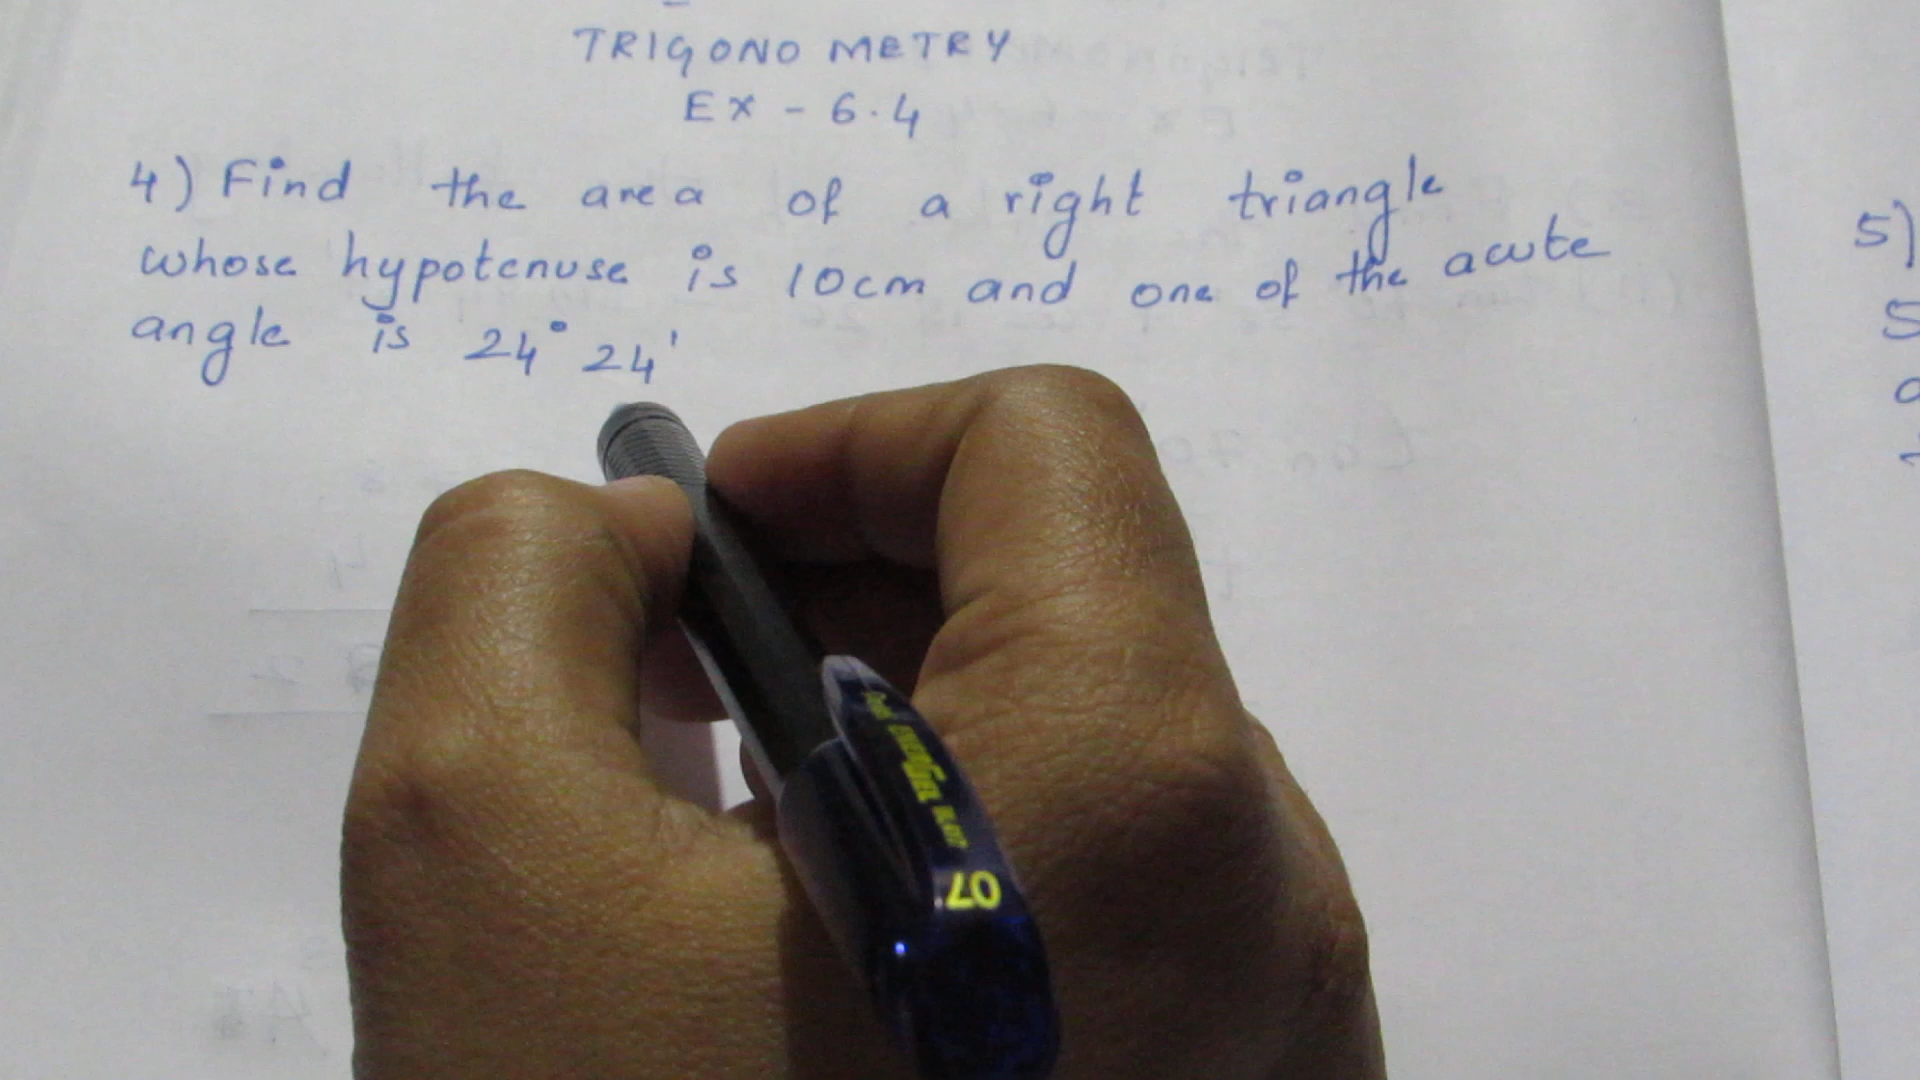 TRIGONOMETRY
EX - 6.4
4) Find the area of a right triangle
whose hypotenuse is 10cm and one of the acute
angle is 24° 24'
5)
S
a
07